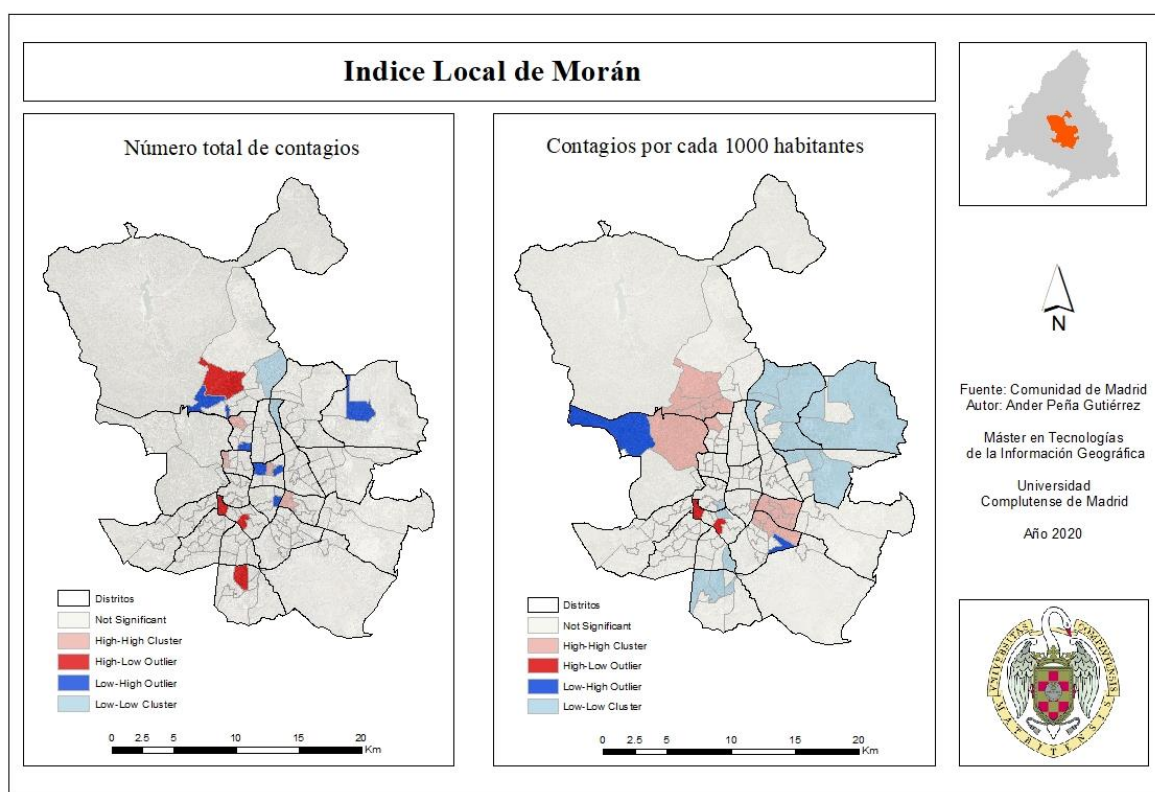 Indice Local de Morán
Número total de contagios
Distritos
Not Significant
High-High Cluster
High-Low Outlier
Low-High Outlier
Low-Low Cluster
0 2.5 5 10 15 20
Km
Contagios por cada 1000 habitantes
Distritos
Not Significant
High-High Cluster
High-Low Outlier
Low-High Outlier
Low-Low Cluster
0 2.5 5 10 15 20
Km
N
Fuente: Comunidad de Madrid
Autor: Ander Peña Gutiérrez
Máster en Tecnologías
de la Información Geográfica
Universidad
Complutense de Madrid
Año 2020
VNIVERSITAS
COMPLVTENSIS
MATRITENSIS